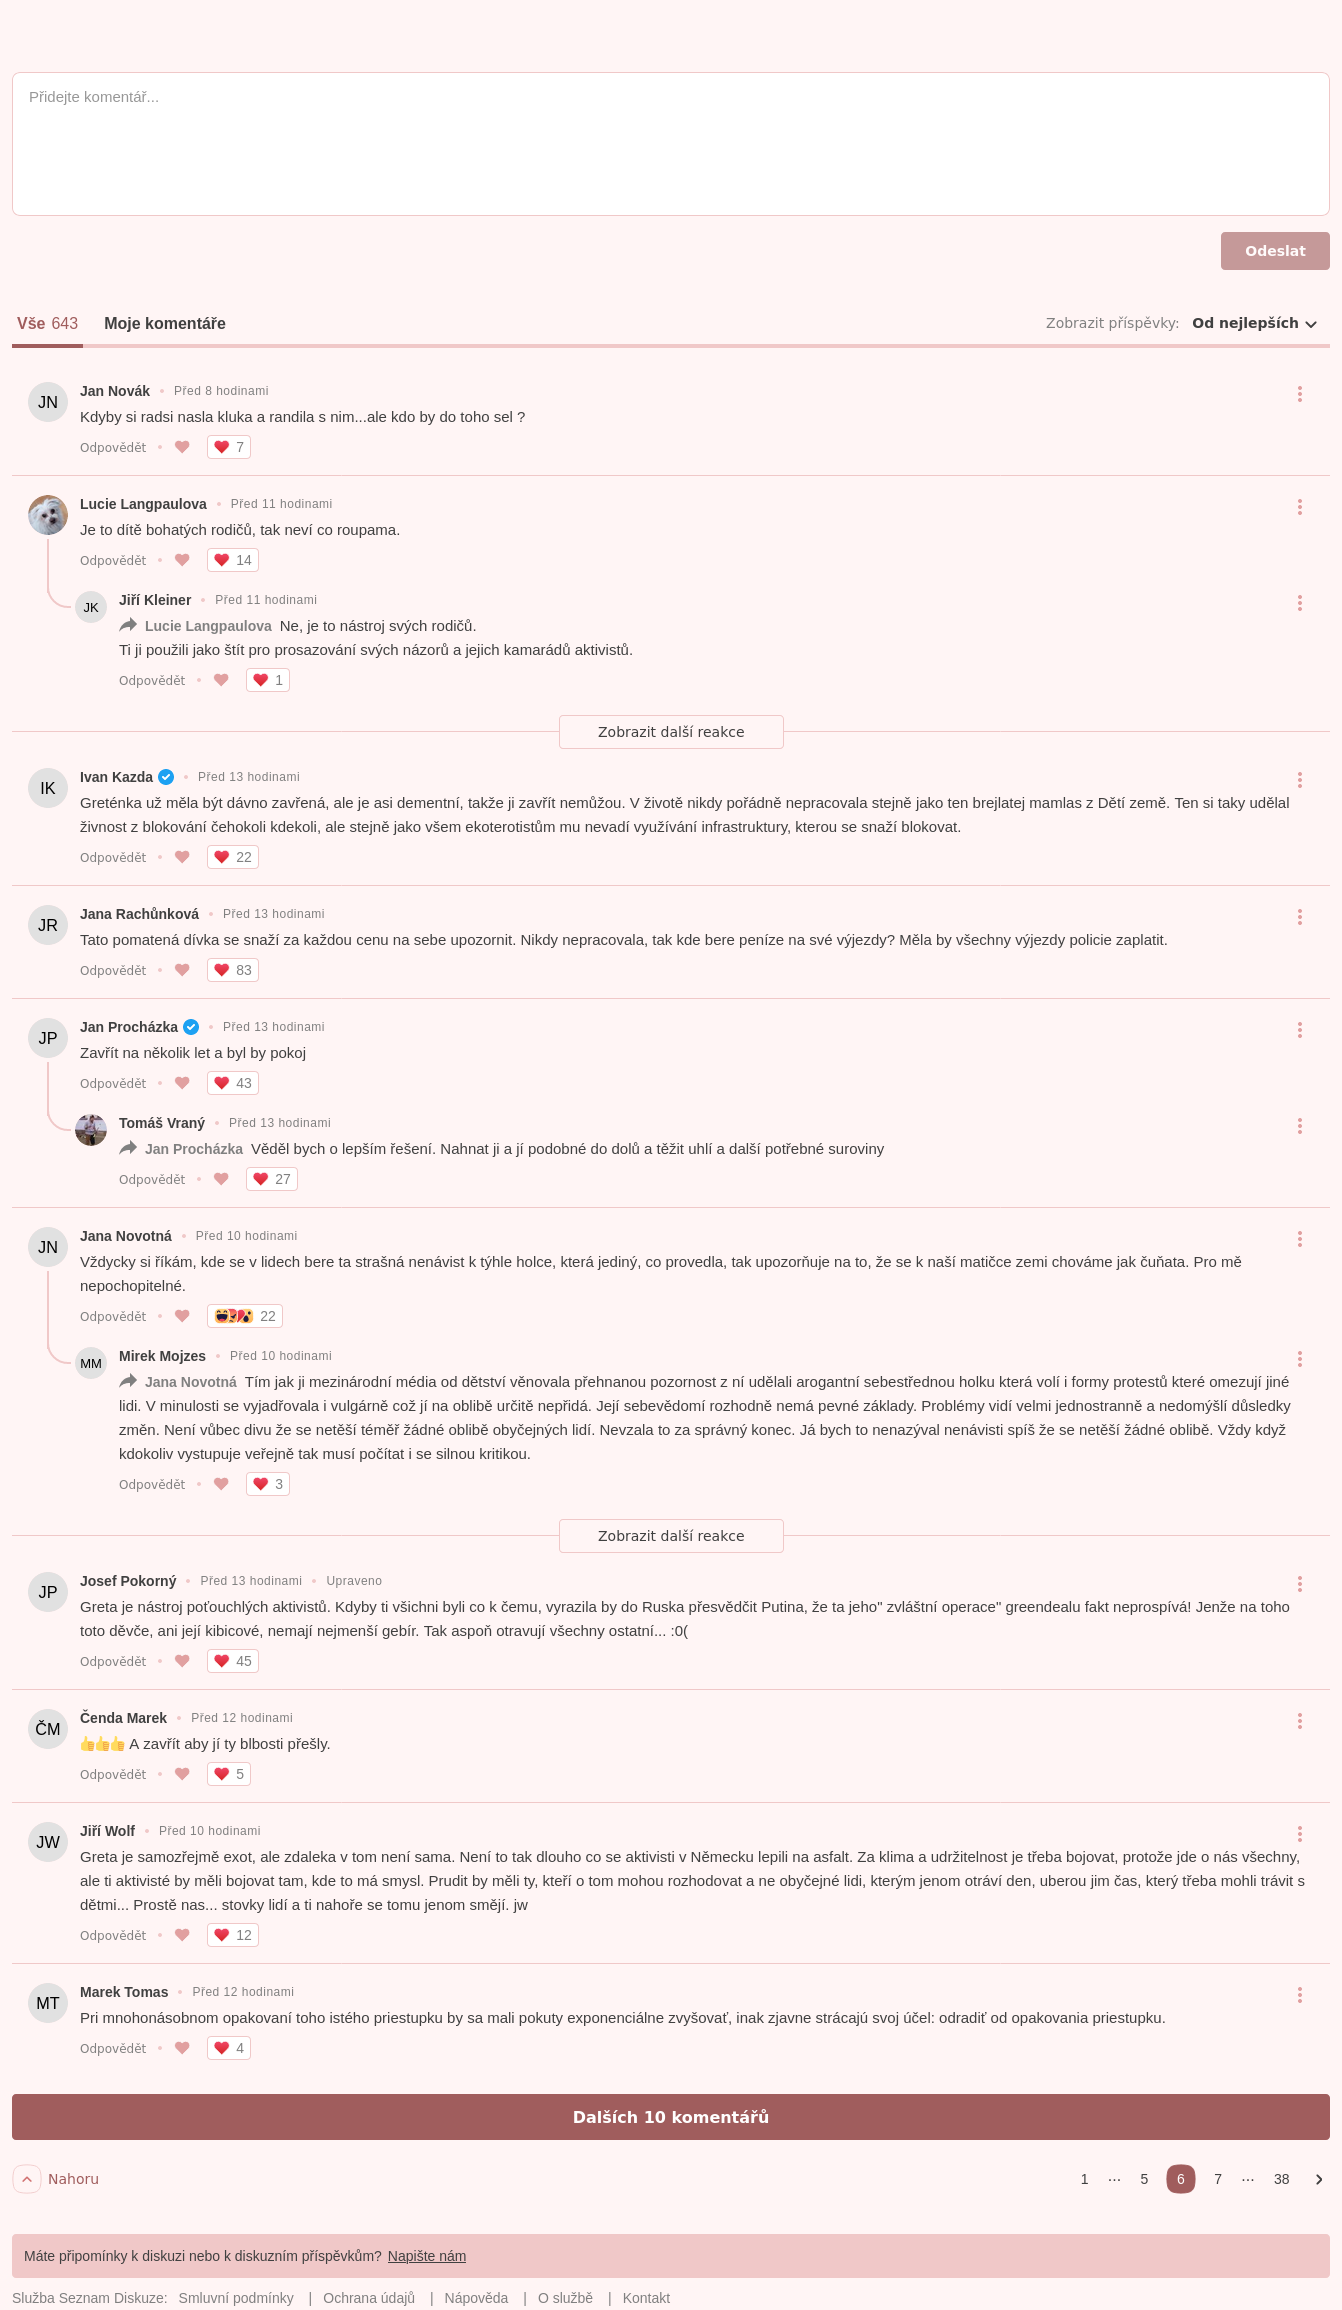 Přidejte komentář...
Odeslat
Vše 643 Moje komentáře Zobrazit příspěvky: Od nejlepších
JN
Jan Novák • Před 8 hodinami
Kdyby si radsi nasla kluka a randila s nim...ale kdo by do toho sel ?
Odpovědět • 7
Lucie Langpaulova • Před 11 hodinami
Je to dítě bohatých rodičů, tak neví co roupama.
Odpovědět • 14
JK
Jiří Kleiner • Před 11 hodinami
Lucie Langpaulova Ne, je to nástroj svých rodičů.
Ti ji použili jako štít pro prosazování svých názorů a jejich kamarádů aktivistů.
Odpovědět • 1
Zobrazit další reakce
IK
Ivan Kazda • Před 13 hodinami
Greténka už měla být dávno zavřená, ale je asi dementní, takže ji zavřít nemůžou. V životě nikdy pořádně nepracovala stejně jako ten brejlatej mamlas z Dětí země. Ten si taky udělal
živnost z blokování čehokoli kdekoli, ale stejně jako všem ekoterotistům mu nevadí využívání infrastruktury, kterou se snaží blokovat.
Odpovědět • 22
JR
Jana Rachůnková • Před 13 hodinami
Tato pomatená dívka se snaží za každou cenu na sebe upozornit. Nikdy nepracovala, tak kde bere peníze na své výjezdy? Měla by všechny výjezdy policie zaplatit.
Odpovědět • 83
JP
Jan Procházka • Před 13 hodinami
Zavřít na několik let a byl by pokoj
Odpovědět • 43
Tomáš Vraný • Před 13 hodinami
Jan Procházka Věděl bych o lepším řešení. Nahnat ji a jí podobné do dolů a těžit uhlí a další potřebné suroviny
Odpovědět • 27
JN
Jana Novotná • Před 10 hodinami
Vždycky si říkám, kde se v lidech bere ta strašná nenávist k týhle holce, která jediný, co provedla, tak upozorňuje na to, že se k naší matičce zemi chováme jak čuňata. Pro mě
nepochopitelné.
Odpovědět • 22
MM
Mirek Mojzes • Před 10 hodinami
Jana Novotná Tím jak ji mezinárodní média od dětství věnovala přehnanou pozornost z ní udělali arogantní sebestřednou holku která volí i formy protestů které omezují jiné
lidi. V minulosti se vyjadřovala i vulgárně což jí na oblibě určitě nepřidá. Její sebevědomí rozhodně nemá pevné základy. Problémy vidí velmi jednostranně a nedomýšlí důsledky
změn. Není vůbec divu že se netěší téměř žádné oblibě obyčejných lidí. Nevzala to za správný konec. Já bych to nenazýval nenávisti spíš že se netěší žádné oblibě. Vždy když
kdokoliv vystupuje veřejně tak musí počítat i se silnou kritikou.
Odpovědět • 3
Zobrazit další reakce
JP
Josef Pokorný • Před 13 hodinami • Upraveno
Greta je nástroj poťouchlých aktivistů. Kdyby ti všichni byli co k čemu, vyrazila by do Ruska přesvědčit Putina, že ta jeho" zvláštní operace" greendealu fakt neprospívá! Jenže na toho
toto děvče, ani její kibicové, nemají nejmenší gebír. Tak aspoň otravují všechny ostatní... :0(
Odpovědět • 45
ČM
Čenda Marek • Před 12 hodinami
👍👍👍 A zavřít aby jí ty blbosti přešly.
Odpovědět • 5
JW
Jiří Wolf • Před 10 hodinami
Greta je samozřejmě exot, ale zdaleka v tom není sama. Není to tak dlouho co se aktivisti v Německu lepili na asfalt. Za klima a udržitelnost je třeba bojovat, protože jde o nás všechny,
ale ti aktivisté by měli bojovat tam, kde to má smysl. Prudit by měli ty, kteří o tom mohou rozhodovat a ne obyčejné lidi, kterým jenom otráví den, uberou jim čas, který třeba mohli trávit s
dětmi... Prostě nas... stovky lidí a ti nahoře se tomu jenom smějí. jw
Odpovědět • 12
MT
Marek Tomas • Před 12 hodinami
Pri mnohonásobnom opakovaní toho istého priestupku by sa mali pokuty exponenciálne zvyšovať, inak zjavne strácajú svoj účel: odradiť od opakovania priestupku.
Odpovědět • 4
Dalších 10 komentářů
Nahoru 1 ··· 5 6 7 ··· 38
Máte připomínky k diskuzi nebo k diskuzním příspěvkům? Napište nám
Služba Seznam Diskuze: Smluvní podmínky | Ochrana údajů | Nápověda | O službě | Kontakt